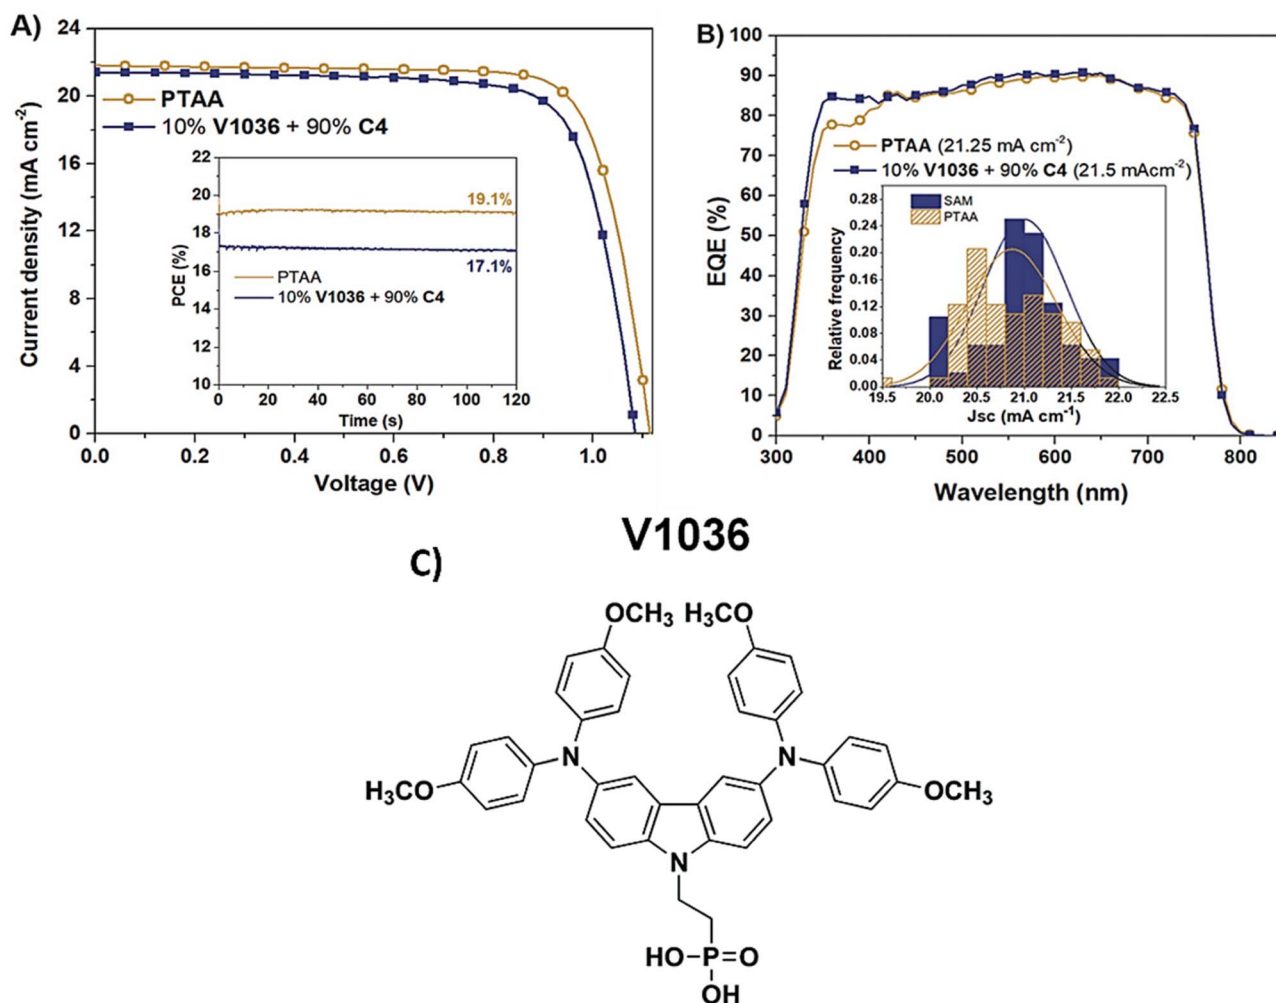 A)
24
20
16
12
8
4
0
0.0 0.2 0.4 0.6 0.8 1.0
Current density (mA cm⁻²)
Voltage (V)
PTAA
10% V1036 + 90% C4
22
21
20
19
18
17
16
15
14
13
12
11
10
0 20 40 60 80 100 120
PCE (%)
Time (s)
19.1%
17.1%
PTAA
10% V1036 + 90% C4
B)
100
90
80
70
60
50
40
30
20
10
0
300 400 500 600 700 800
EQE (%)
Wavelength (nm)
PTAA (21.25 mA cm⁻²)
10% V1036 + 90% C4 (21.5 mAcm⁻²)
0.28
0.24
0.20
0.16
0.12
0.08
0.04
0.00
19.5 20.0 20.5 21.0 21.5 22.0 22.5
Relative frequency
Jsc (mA cm⁻¹)
SAM
PTAA
V1036
C)
OCH₃ H₃CO
N N
H₃CO OCH₃
N
HO-P=O
OH